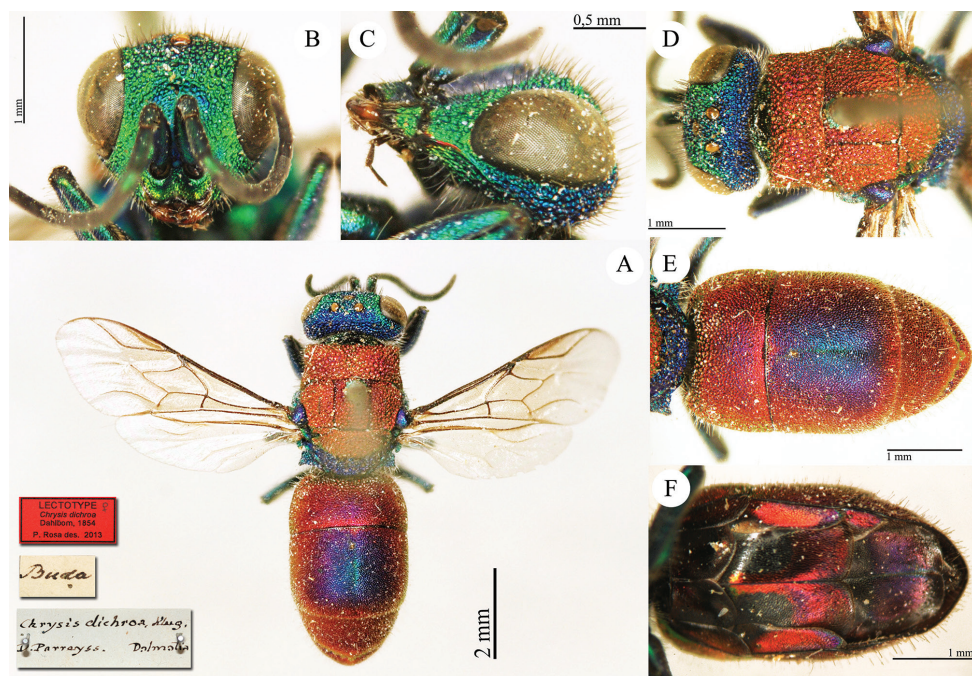 B
C
0,5 mm
D
1 mm
1 mm
A
E
LECTOTYPE
Chrysis dichroa
Dahlbom, 1854
P. Rosa des. 2013
Buda
Chrysis dichroa, Klug.
D. Parreyss. Dalmatia
2 mm
1 mm
F
1 mm